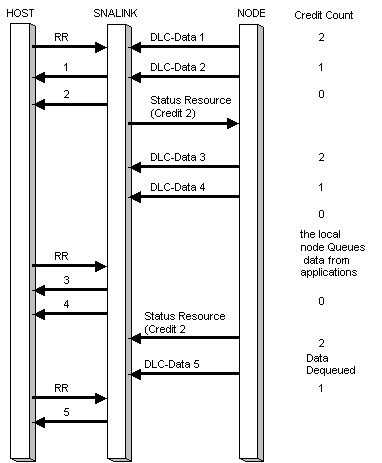 HOST SNALINK NODE Credit Count
RR DLC-Data 1 2
1 DLC-Data 2 1
2 0
Status Resource
(Credit 2)
DLC-Data 3 2
DLC-Data 4 1
0
the local
node Queues
data from
applications
RR
3 0
4
Status Resource
(Credit 2 2
Data
Dequeued
DLC-Data 5
RR 1
5